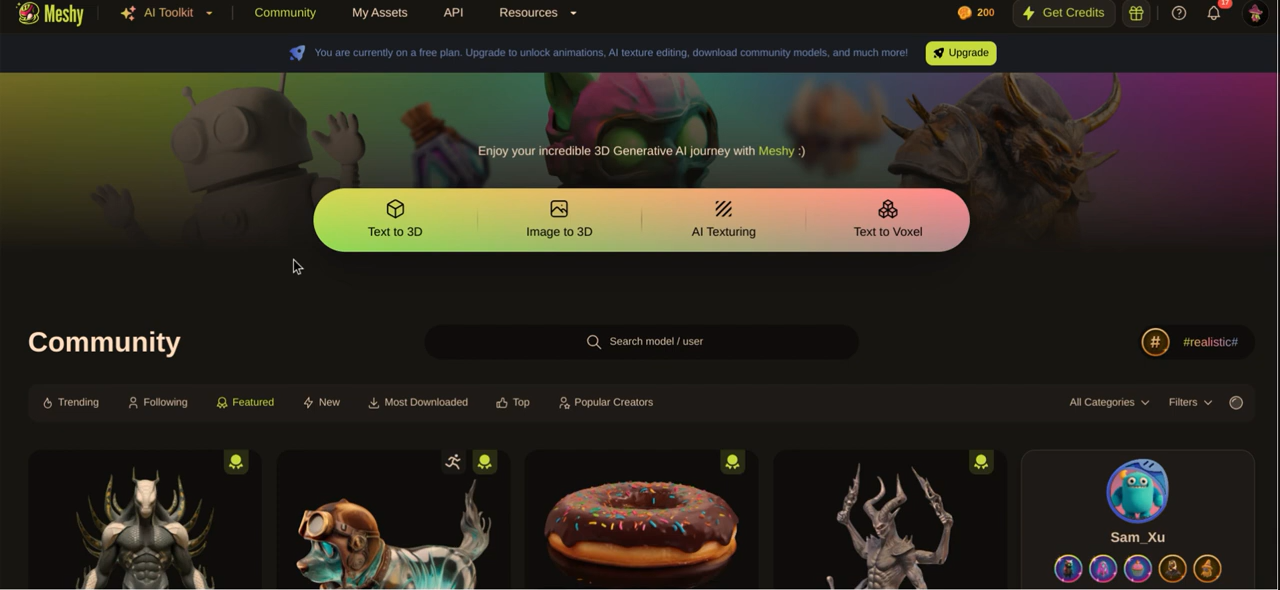 Meshy AI Toolkit Community My Assets API Resources 200 Get Credits 17
You are currently on a free plan. Upgrade to unlock animations, AI texture editing, download community models, and much more! Upgrade
Enjoy your incredible 3D Generative AI journey with Meshy :)
Text to 3D Image to 3D AI Texturing Text to Voxel
Community Search model / user # #realistic#
Trending Following Featured New Most Downloaded Top Popular Creators All Categories Filters
Sam_Xu